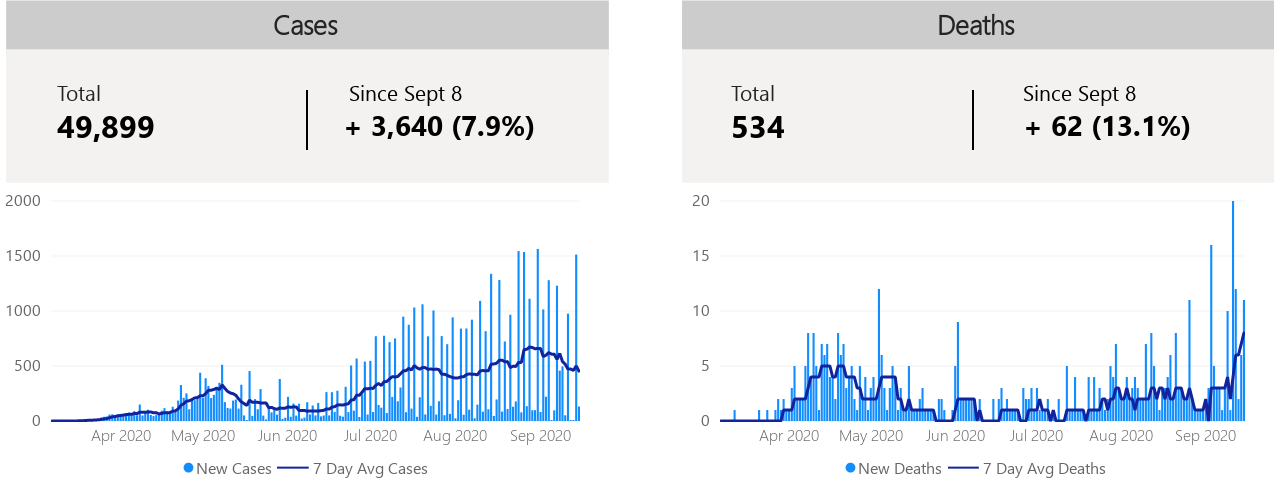 Cases
Total
49,899
Since Sept 8
+ 3,640 (7.9%)
2000
1500
1000
500
0
Apr 2020 May 2020 Jun 2020 Jul 2020 Aug 2020 Sep 2020
New Cases 7 Day Avg Cases
Deaths
Total
534
Since Sept 8
+ 62 (13.1%)
20
15
10
5
0
Apr 2020 May 2020 Jun 2020 Jul 2020 Aug 2020 Sep 2020
New Deaths 7 Day Avg Deaths